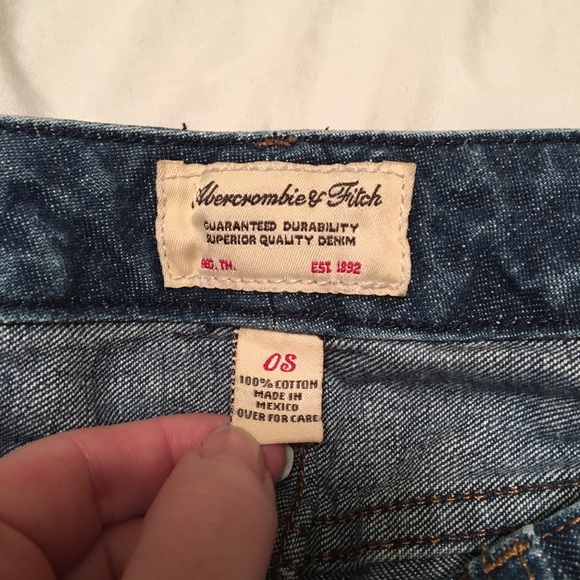 Abercrombie & Fitch
GUARANTEED DURABILITY
SUPERIOR QUALITY DENIM
REG. TM. EST. 1892
OS
100% COTTON
MADE IN
MEXICO
OVER FOR CARE